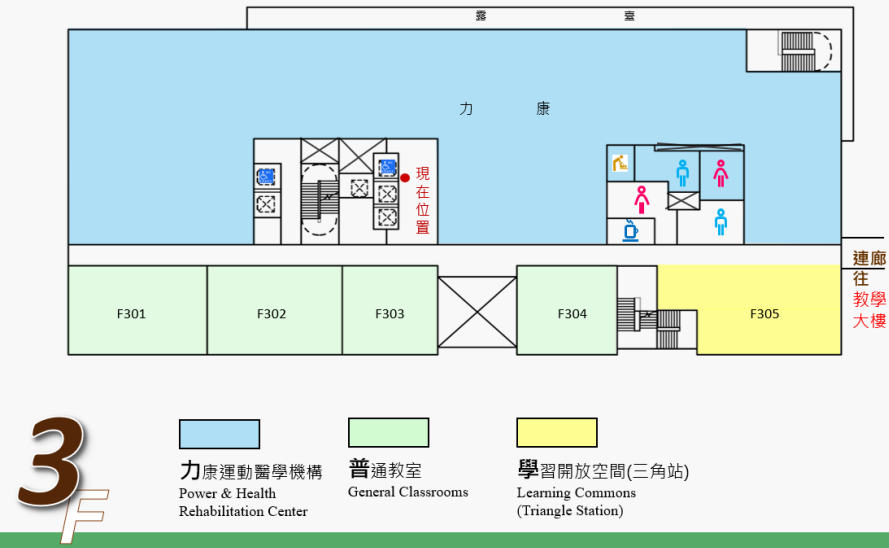 露 臺
力 康
現在位置
連廊
往
教學
大樓
F301
F302
F303
F304
F305
3F
力康運動醫學機構
Power & Health
Rehabilitation Center
普通教室
General Classrooms
學習開放空間(三角站)
Learning Commons
(Triangle Station)